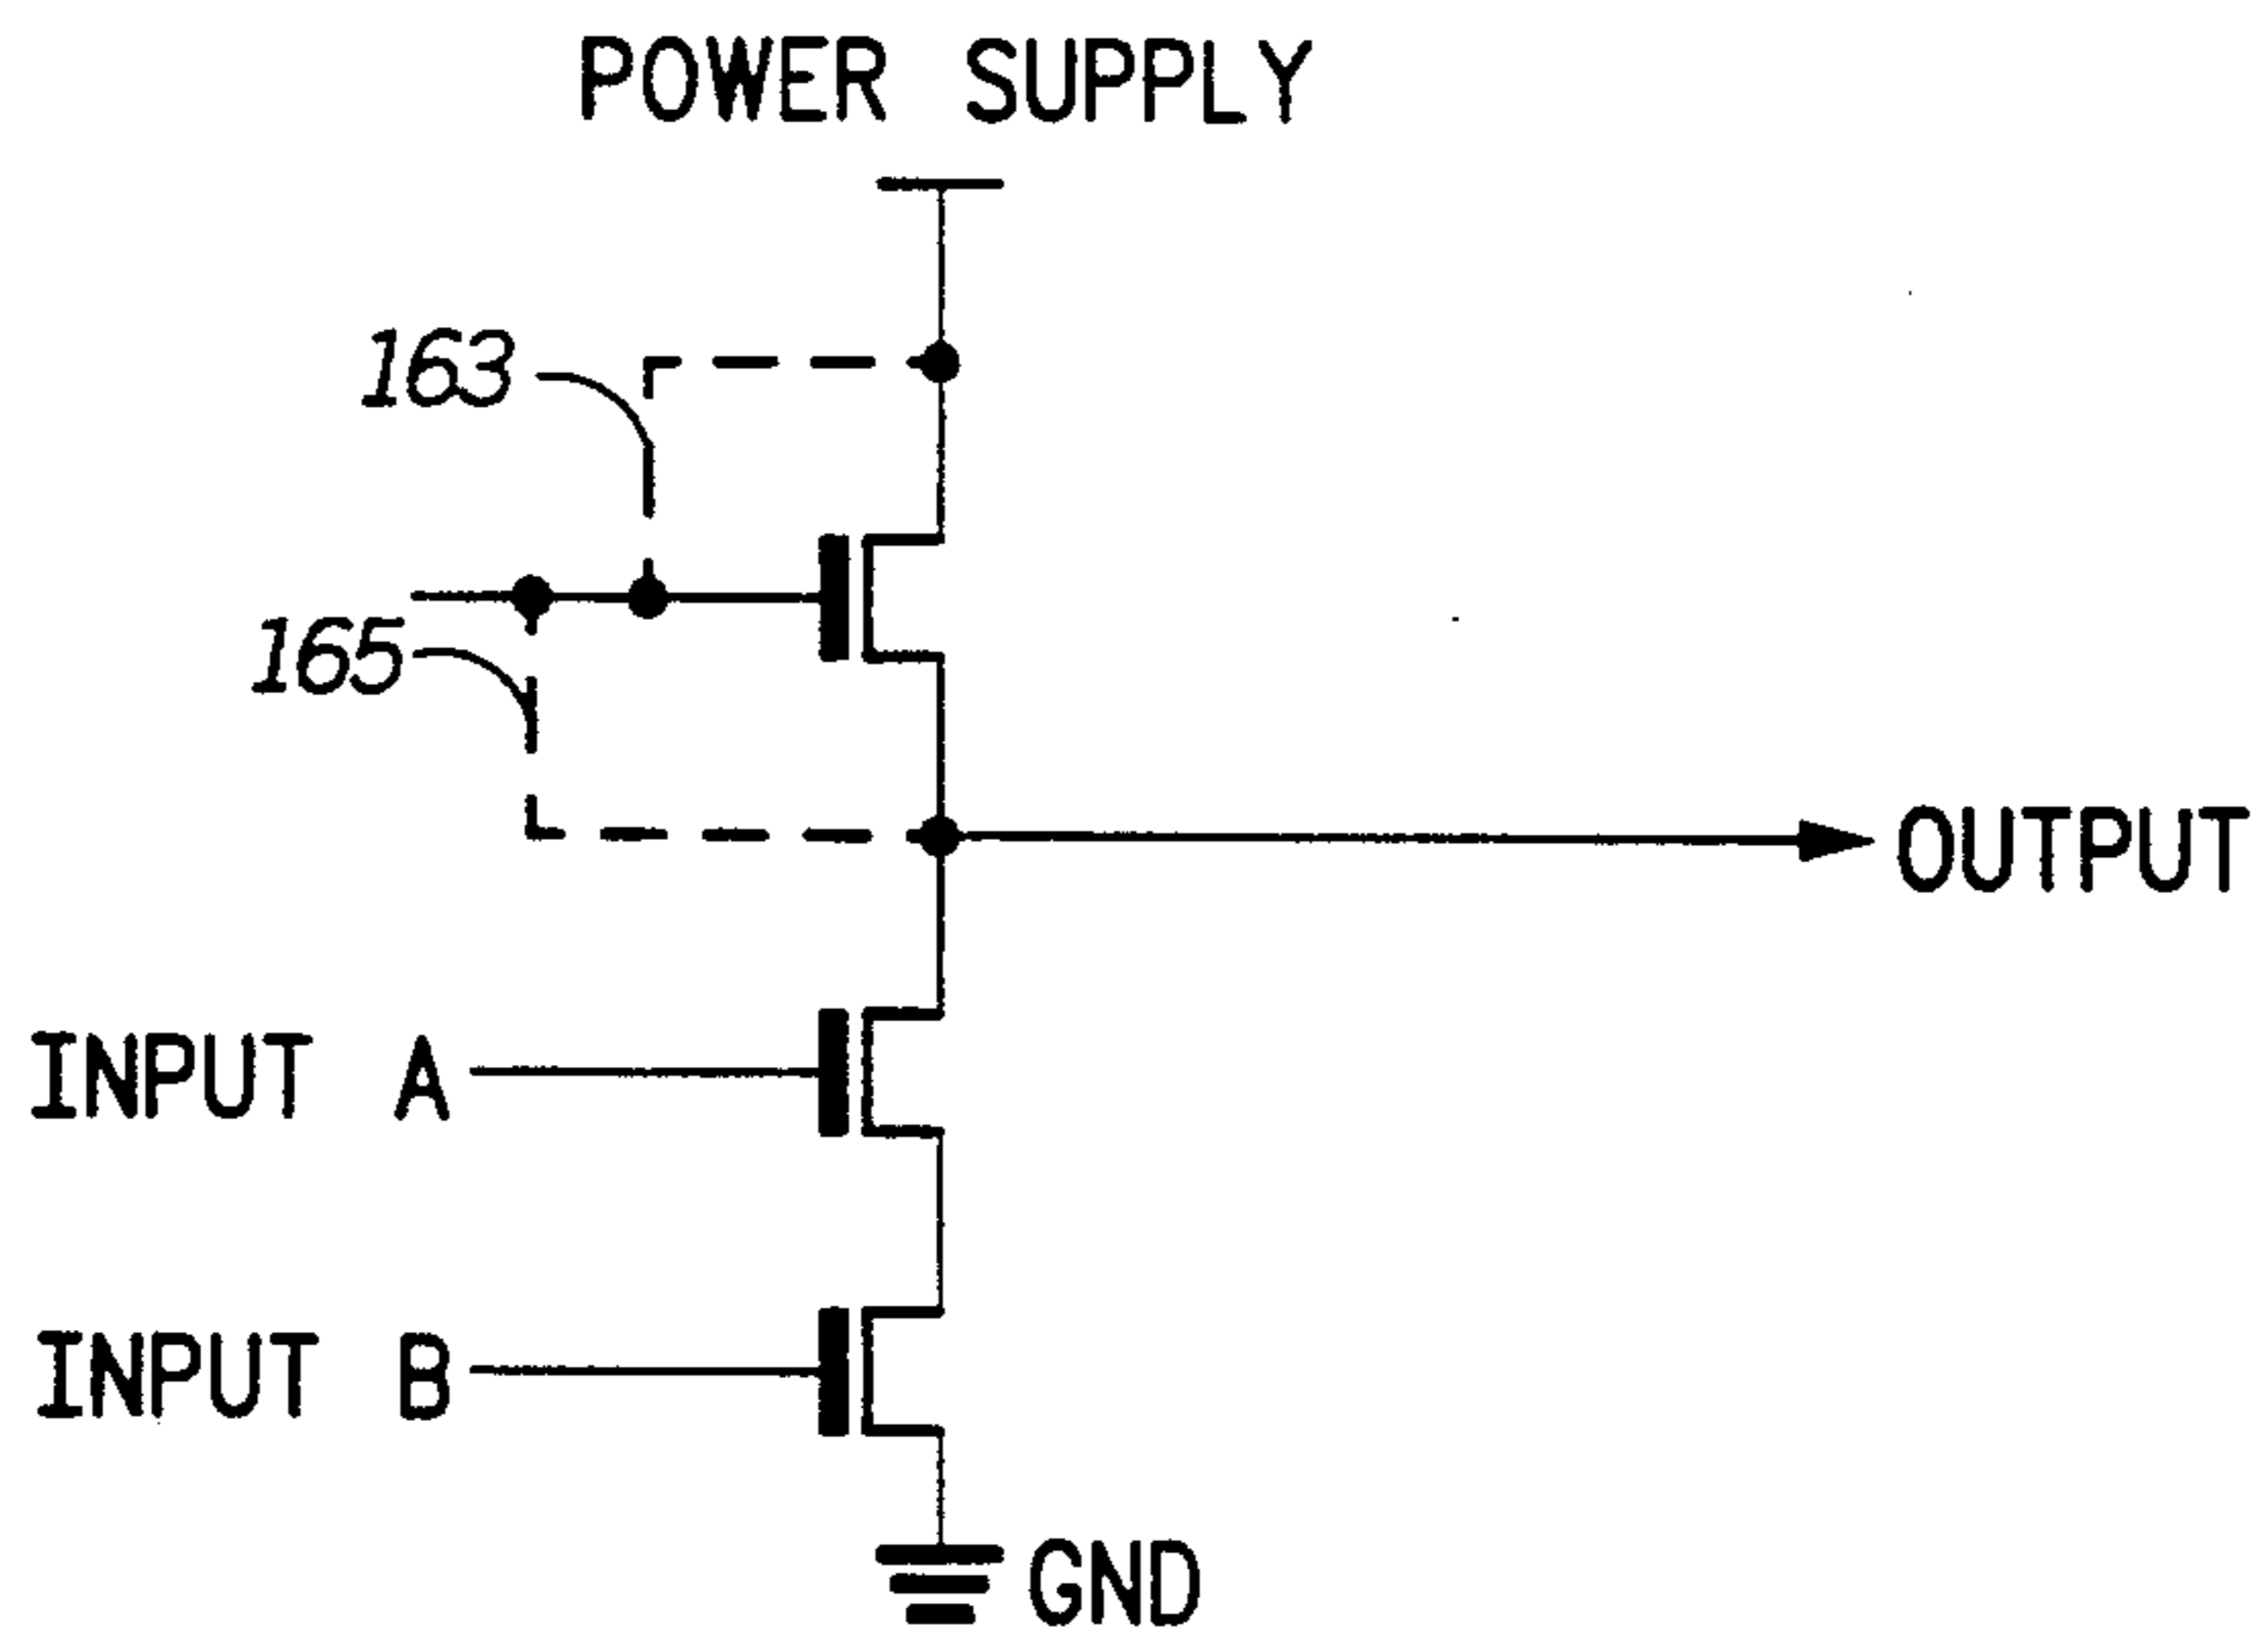 POWER SUPPLY
163
165
OUTPUT
INPUT A
INPUT B
GND